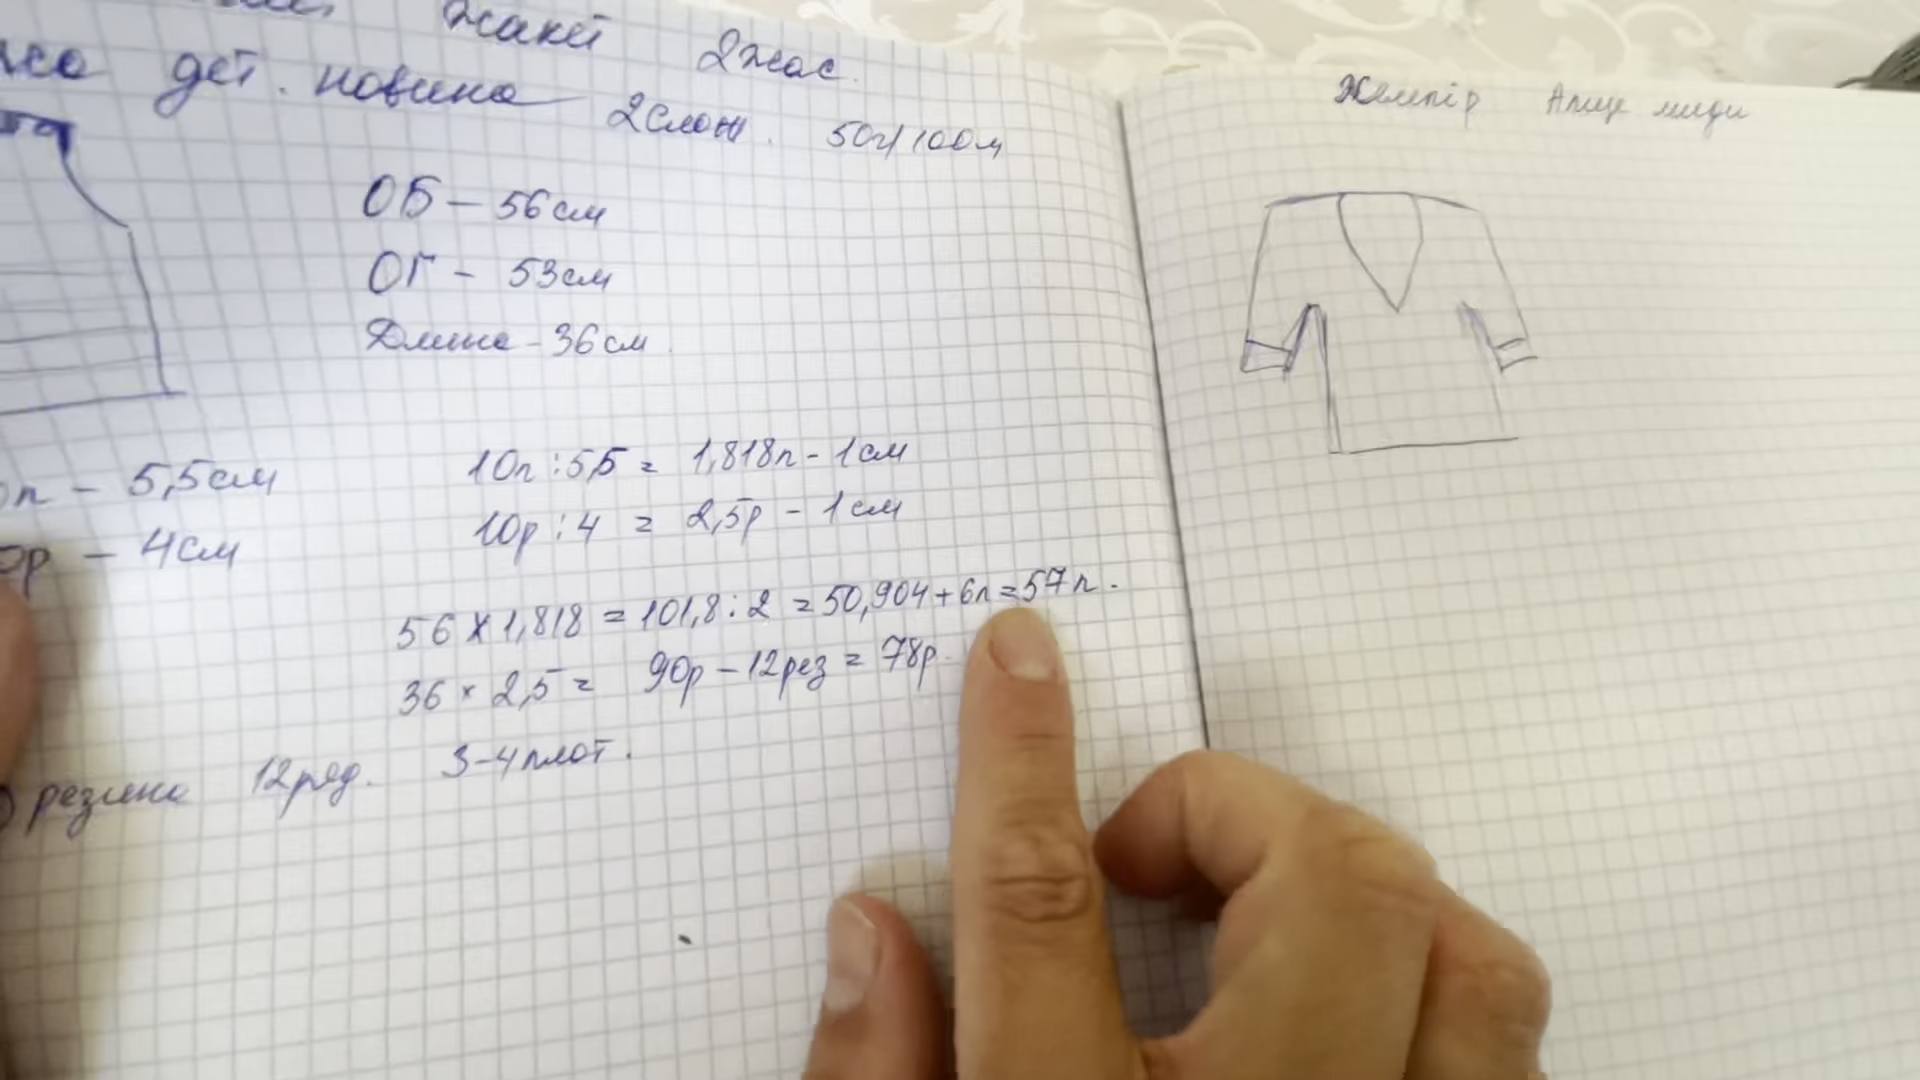 жакет 2жас.
дет. новинка 2слож. 50г/100м
ОБ – 56см
ОГ – 53см
Длина – 36см.
п – 5,5см 10п : 5,5 = 1,818п – 1см
р – 4см 10р : 4 = 2,5р – 1см
56 × 1,818 = 101,8 : 2 = 50,904 + 6п = 57п.
36 × 2,5 = 90р – 12рез = 78р.
резинка 12ряд. 3-4плот.
Жемпір Апще миди